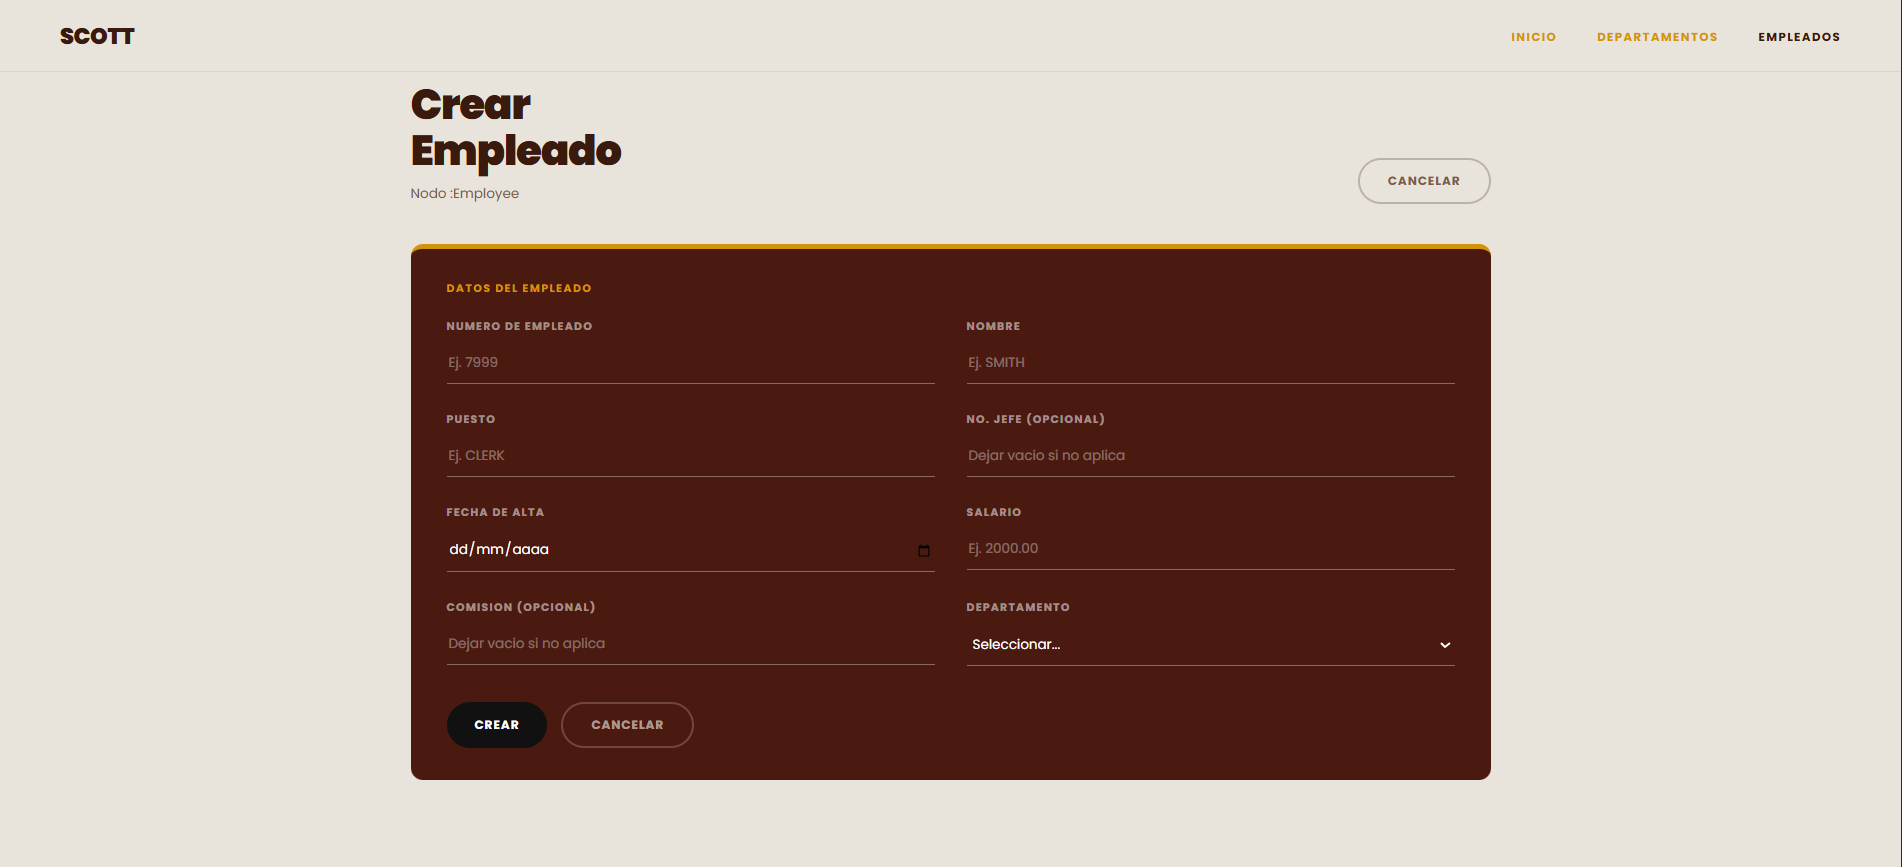 SCOTT
INICIO DEPARTAMENTOS EMPLEADOS
Crear
Empleado
Nodo :Employee
CANCELAR
DATOS DEL EMPLEADO
NUMERO DE EMPLEADO
Ej. 7999
NOMBRE
Ej. SMITH
PUESTO
Ej. CLERK
NO. JEFE (OPCIONAL)
Dejar vacio si no aplica
FECHA DE ALTA
dd/mm/aaaa
SALARIO
Ej. 2000.00
COMISION (OPCIONAL)
Dejar vacio si no aplica
DEPARTAMENTO
Seleccionar...
CREAR
CANCELAR